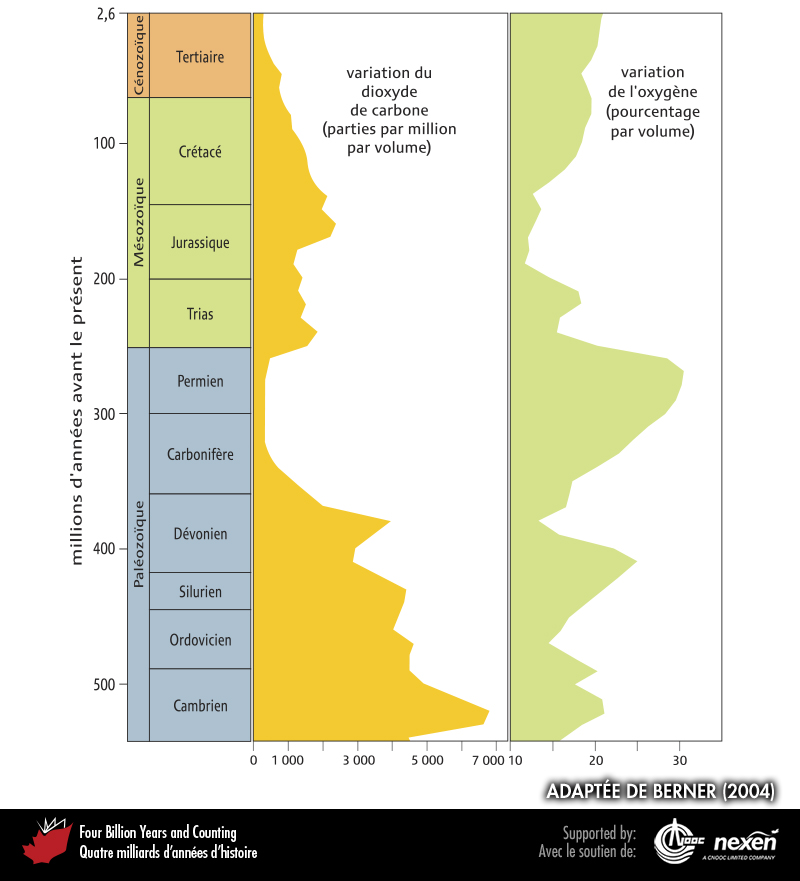 2,6
100
200
300
400
500
millions d'années avant le présent
Cénozoïque
Mésozoïque
Paléozoïque
Tertiaire
Crétacé
Jurassique
Trias
Permien
Carbonifère
Dévonien
Silurien
Ordovicien
Cambrien
variation du
dioxyde
de carbone
(parties par million
par volume)
variation
de l'oxygène
(pourcentage
par volume)
0 1 000 3 000 5 000 7 000 10 20 30
ADAPTÉE DE BERNER (2004)
Four Billion Years and Counting
Quatre milliards d'années d'histoire
Supported by:
Avec le soutien de:
CNOOC
nexen
A CNOOC LIMITED COMPANY